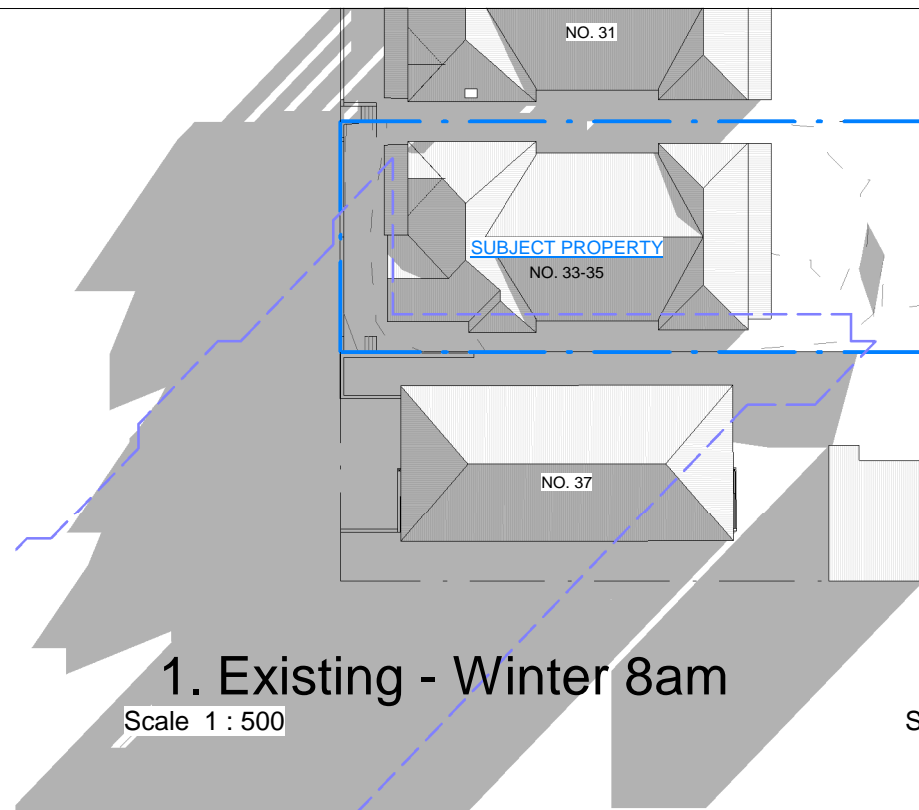 NO. 31
SUBJECT PROPERTY
NO. 33-35
NO. 37
1. Existing - Winter 8am
Scale 1 : 500
S